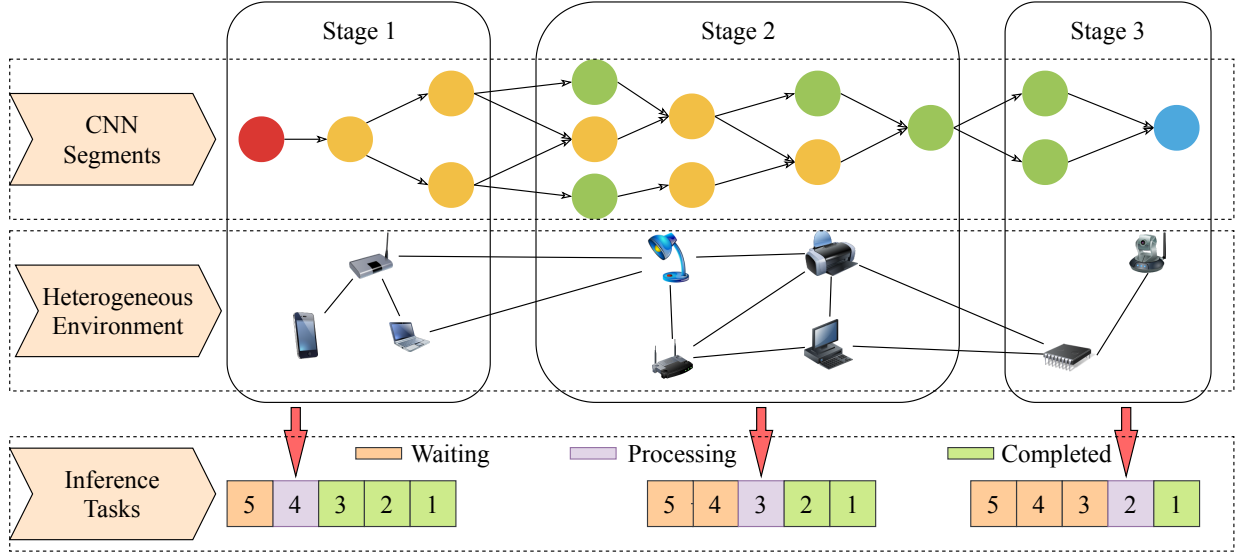 Stage 1
Stage 2
Stage 3
CNN
Segments
Heterogeneous
Environment
Inference
Tasks
Waiting
Processing
Completed
5 4 3 2 1
5 4 3 2 1
5 4 3 2 1